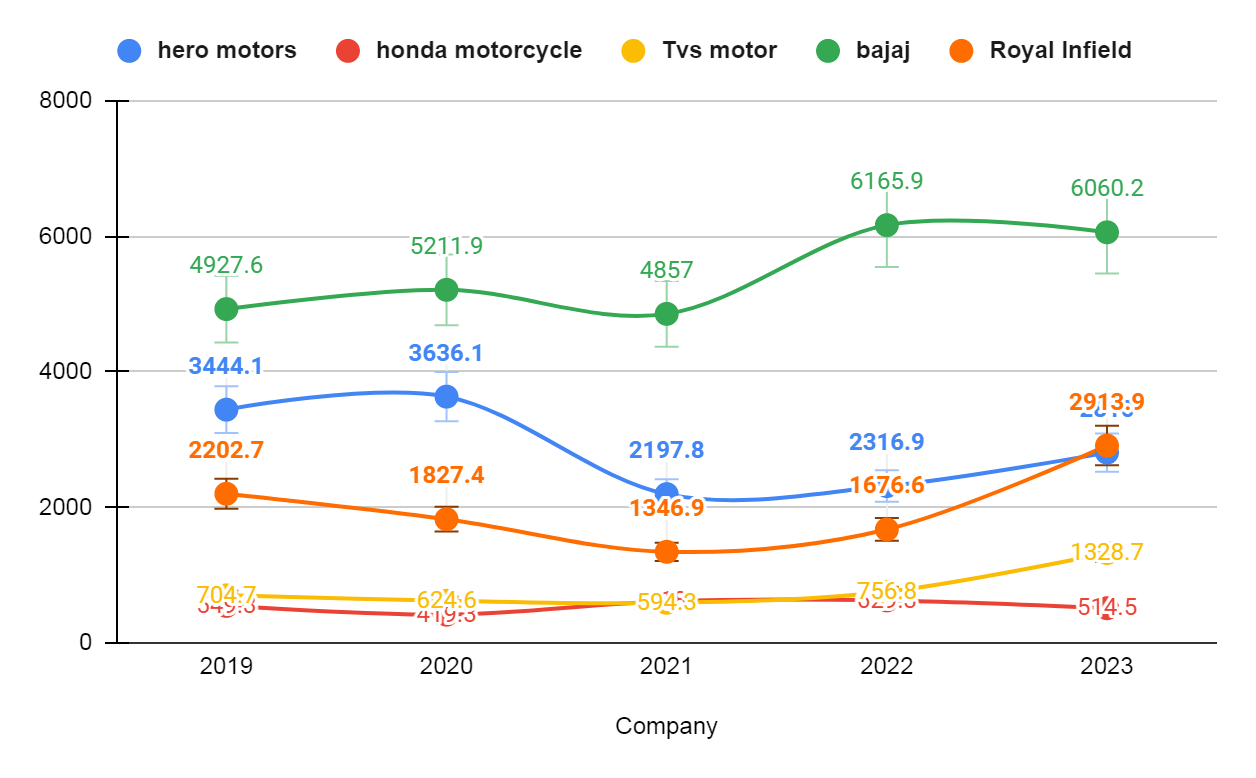 hero motors honda motorcycle Tvs motor bajaj Royal Infield
8000
6165.9 6060.2
6000
5211.9
4927.6 4857
4000
3444.1 3636.1
2913.9
2202.7 1827.4 2197.8 2316.9
1676.6
2000
1346.9
1328.7
704.7 624.6 594.3 756.8
419.3 514.5
0
2019 2020 2021 2022 2023
Company